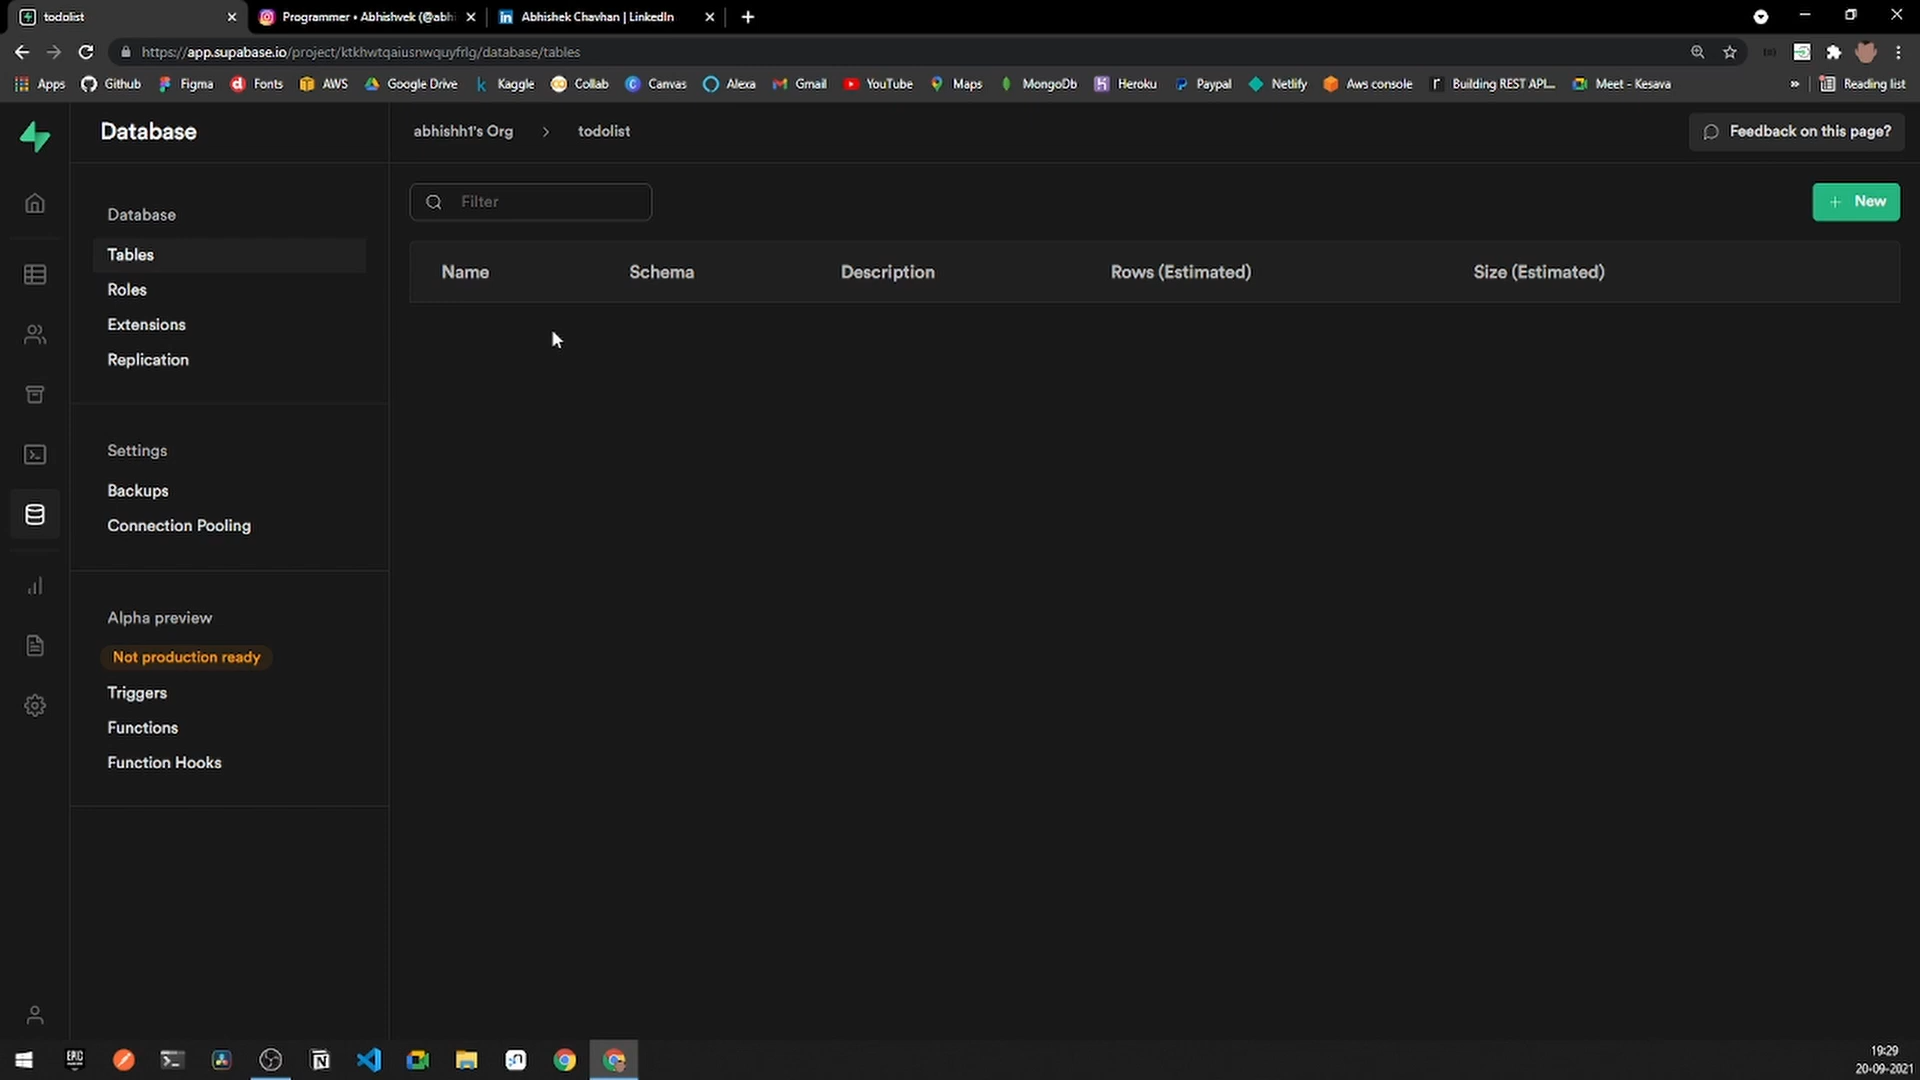 todolist
Programmer • Abhishvek (@abhi
Abhishek Chavhan | LinkedIn
https://app.supabase.io/project/ktkhwtqaiusnwquyfrlg/database/tables
Apps
Github
Figma
Fonts
AWS
Google Drive
Kaggle
Collab
Canvas
Alexa
Gmail
YouTube
Maps
MongoDb
Heroku
Paypal
Netlify
Aws console
Building REST API...
Meet - Kesava
»
Reading list
Database
abhishh1's Org > todolist
Feedback on this page?
Filter
+ New
Name Schema Description Rows (Estimated) Size (Estimated)
Database
Tables
Roles
Extensions
Replication
Settings
Backups
Connection Pooling
Alpha preview
Not production ready
Triggers
Functions
Function Hooks
19:29
20-09-2021